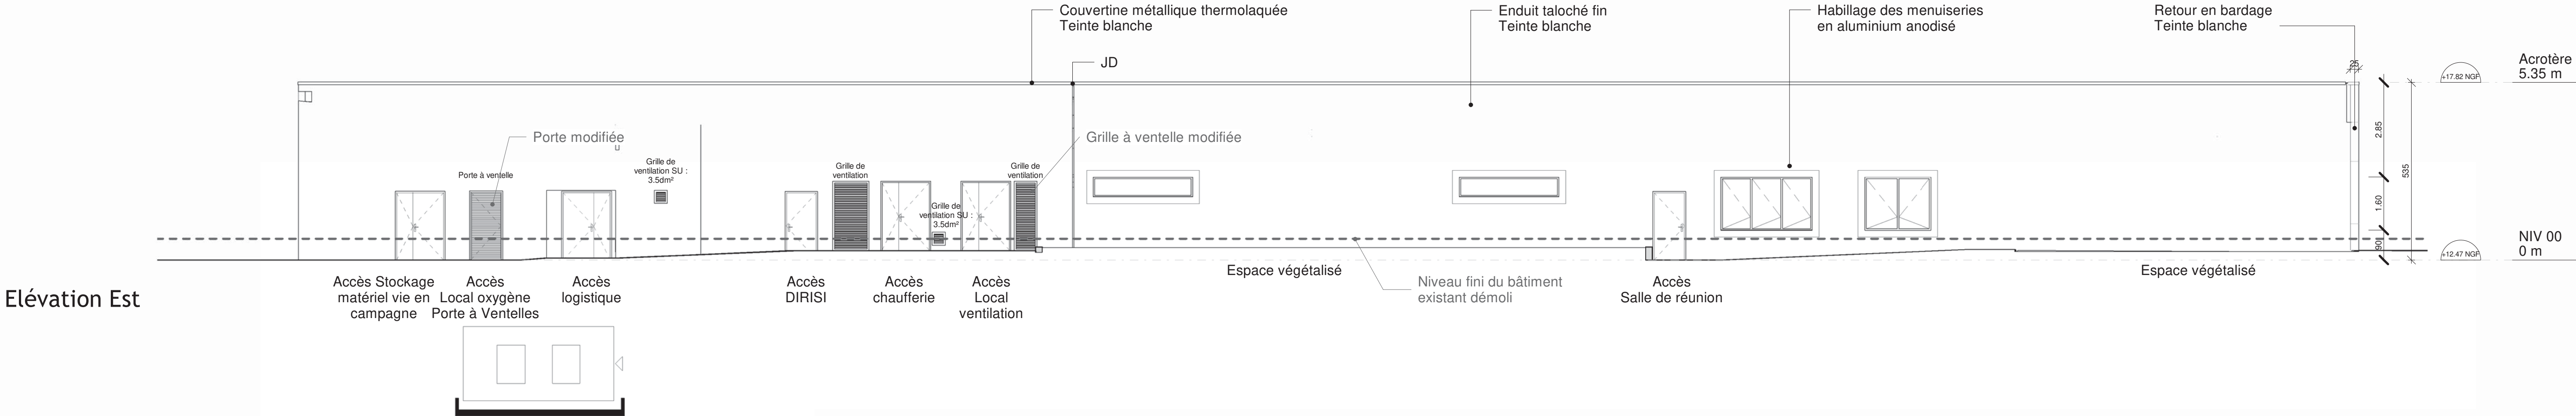 Couvertine métallique thermolaquée
Teinte blanche
Enduit taloché fin
Teinte blanche
Habillage des menuiseries
en aluminium anodisé
Retour en bardage
Teinte blanche
JD
25
+17.82 NGF
Acrotère
5.35 m
Porte modifiée
u
Grille à ventelle modifiée
2.85
535
Grille de
ventilation SU :
3.5dm²
Porte à ventelle
Grille de
ventilation
Grille de
ventilation
Grille de
ventilation SU :
3.5dm²
1.60
90
NIV 00
0 m
+12.47 NGF
Accès Stockage
matériel vie en
campagne
Accès
Local oxygène
Porte à Ventelles
Accès
logistique
Accès
DIRISI
Accès
chaufferie
Accès
Local
ventilation
Espace végétalisé
Niveau fini du bâtiment
existant démoli
Accès
Salle de réunion
Espace végétalisé
Elévation Est